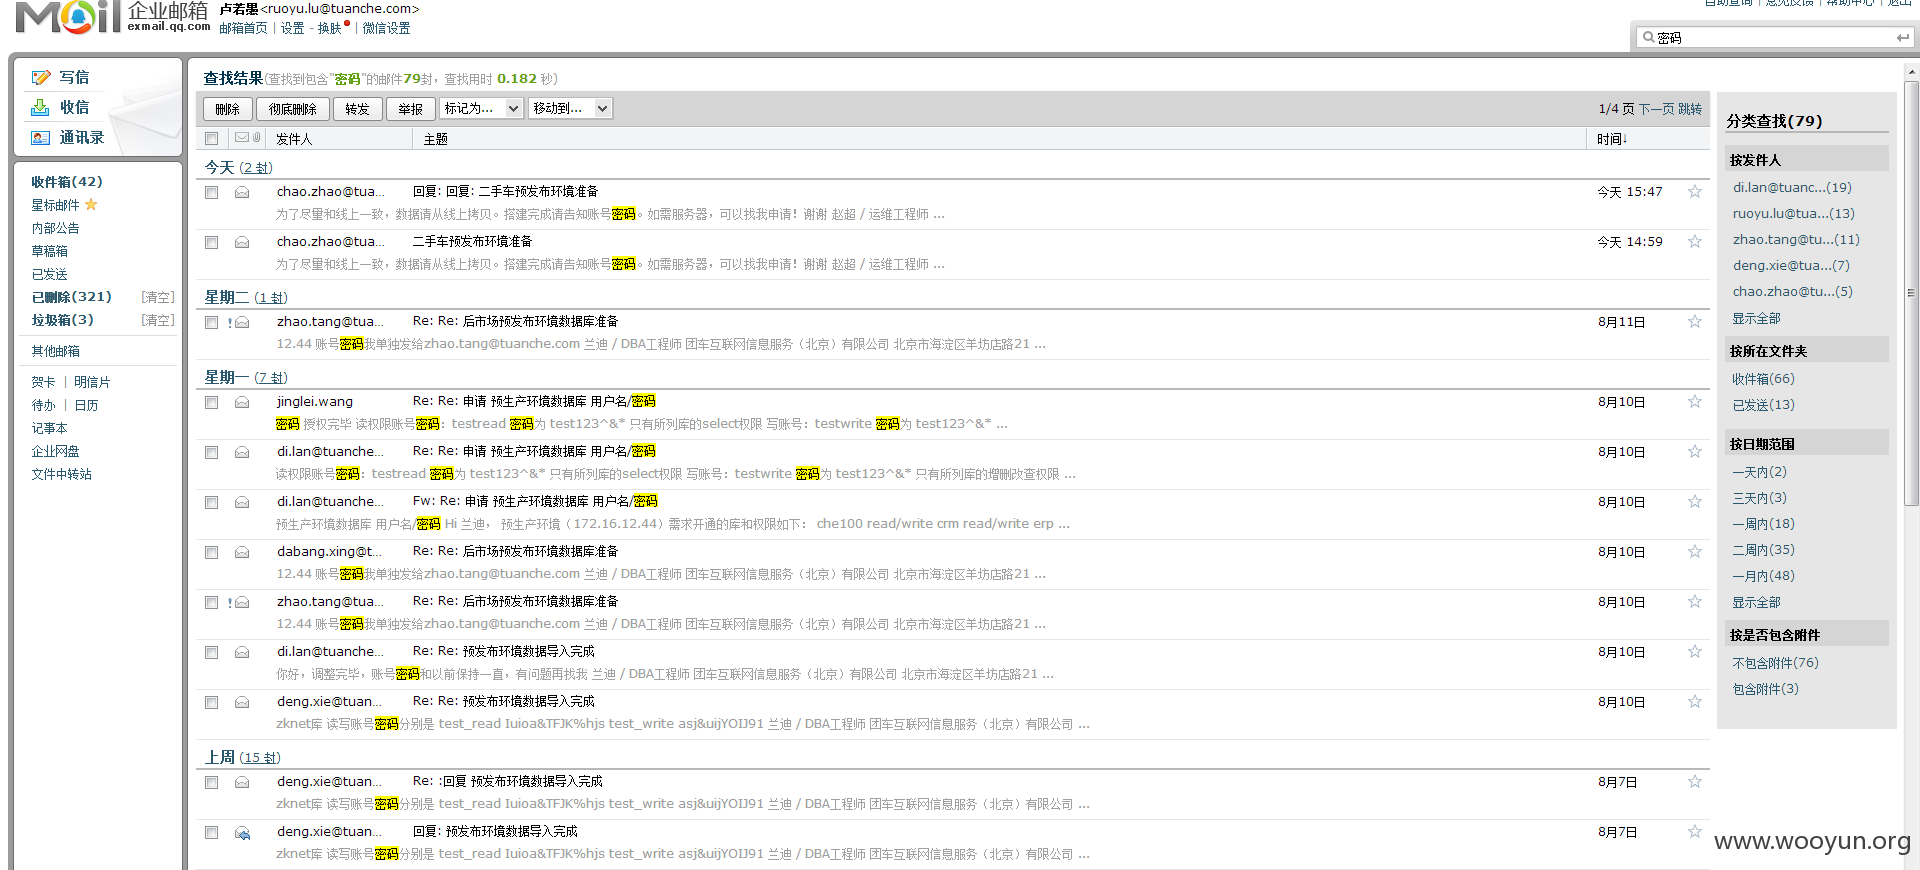 Mail 企业邮箱 exmail.qq.com
卢若愚<ruoyu.lu@tuanche.com>
邮箱首页 | 设置 - 换肤 | 微信设置
自助查询 | 意见反馈 | 帮助中心 | 退出
密码
写信
收信
通讯录
收件箱(42)
星标邮件
内部公告
草稿箱
已发送
已删除(321) [清空]
垃圾箱(3) [清空]
其他邮箱
贺卡 | 明信片
待办 | 日历
记事本
企业网盘
文件中转站
查找结果(查找到包含"密码"的邮件79封，查找用时 0.182 秒)
删除 彻底删除 转发 举报 标记为... 移动到... 1/4 页 下一页 跳转
发件人 主题 时间↓
今天 (2 封)
chao.zhao@tua... 回复: 回复: 二手车预发布环境准备 今天 15:47
为了尽量和线上一致，数据请从线上拷贝。搭建完成请告知账号密码。如需服务器，可以找我申请！谢谢 赵超 / 运维工程师 ...
chao.zhao@tua... 二手车预发布环境准备 今天 14:59
为了尽量和线上一致，数据请从线上拷贝。搭建完成请告知账号密码。如需服务器，可以找我申请！谢谢 赵超 / 运维工程师 ...
星期二 (1 封)
! zhao.tang@tua... Re: Re: 后市场预发布环境数据库准备 8月11日
12.44 账号密码我单独发给zhao.tang@tuanche.com 兰迪 / DBA工程师 团车互联网信息服务（北京）有限公司 北京市海淀区羊坊店路21 ...
星期一 (7 封)
jinglei.wang Re: Re: 申请 预生产环境数据库 用户名/密码 8月10日
密码 授权完毕 读权限账号密码： testread 密码为 test123^&* 只有所列库的select权限 写账号：testwrite 密码为 test123^&* ...
di.lan@tuanche... Re: Re: 申请 预生产环境数据库 用户名/密码 8月10日
读权限账号密码： testread 密码为 test123^&* 只有所列库的select权限 写账号：testwrite 密码为 test123^&* 只有所列库的增删改查权限 ...
di.lan@tuanche... Fw: Re: 申请 预生产环境数据库 用户名/密码 8月10日
预生产环境数据库 用户名/密码 Hi 兰迪， 预生产环境（172.16.12.44）需求开通的库和权限如下： che100 read/write crm read/write erp ...
dabang.xing@t... Re: Re: 后市场预发布环境数据库准备 8月10日
12.44 账号密码我单独发给zhao.tang@tuanche.com 兰迪 / DBA工程师 团车互联网信息服务（北京）有限公司 北京市海淀区羊坊店路21 ...
! zhao.tang@tua... Re: Re: 后市场预发布环境数据库准备 8月10日
12.44 账号密码我单独发给zhao.tang@tuanche.com 兰迪 / DBA工程师 团车互联网信息服务（北京）有限公司 北京市海淀区羊坊店路21 ...
di.lan@tuanche... Re: Re: 预发布环境数据导入完成 8月10日
你好，调整完毕，账号密码和以前保持一直，有问题再找我 兰迪 / DBA工程师 团车互联网信息服务（北京）有限公司 北京市海淀区羊坊店路21 ...
deng.xie@tuan... Re: Re: 预发布环境数据导入完成 8月10日
zknet库 读写账号密码分别是 test_read Iuioa&TFJK%hjs test_write asj&uijYOIJ91 兰迪 / DBA工程师 团车互联网信息服务（北京）有限公司 ...
上周 (15 封)
deng.xie@tuan... Re: :回复 预发布环境数据导入完成 8月7日
zknet库 读写账号密码分别是 test_read Iuioa&TFJK%hjs test_write asj&uijYOIJ91 兰迪 / DBA工程师 团车互联网信息服务（北京）有限公司 ...
deng.xie@tuan... 回复: 预发布环境数据导入完成 8月7日
zknet库 读写账号密码分别是 test_read Iuioa&TFJK%hjs test_write asj&uijYOIJ91 兰迪 / DBA工程师 团车互联网信息服务（北京）有限公司 ...
分类查找(79)
按发件人
di.lan@tuanc...(19)
ruoyu.lu@tua...(13)
zhao.tang@tu...(11)
deng.xie@tua...(7)
chao.zhao@tu...(5)
显示全部
按所在文件夹
收件箱(66)
已发送(13)
按日期范围
一天内(2)
三天内(3)
一周内(18)
二周内(35)
一月内(48)
显示全部
按是否包含附件
不包含附件(76)
包含附件(3)
www.wooyun.org